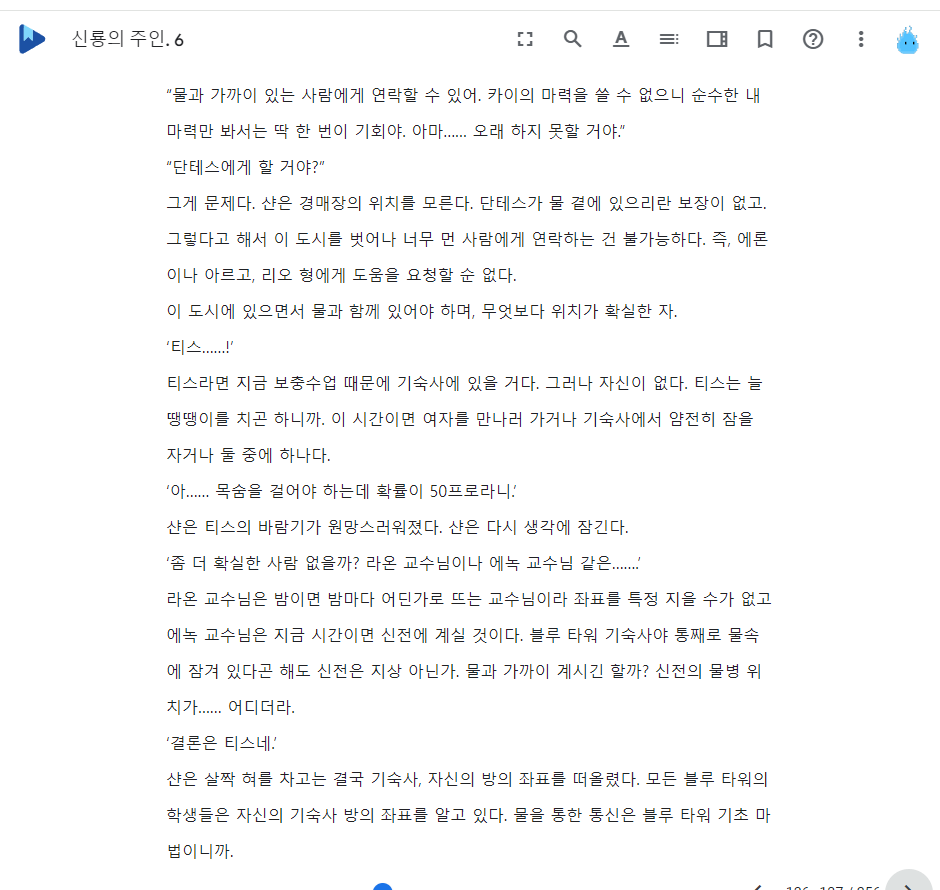 신룡의 주인. 6
“물과 가까이 있는 사람에게 연락할 수 있어. 카이의 마력을 쓸 수 없으니 순수한 내
마력만 봐서는 딱 한 번이 기회야. 아마…… 오래 하지 못할 거야.”
“단테스에게 할 거야?”
그게 문제다. 샨은 경매장의 위치를 모른다. 단테스가 물 곁에 있으리란 보장이 없고.
그렇다고 해서 이 도시를 벗어나 너무 먼 사람에게 연락하는 건 불가능하다. 즉, 에론
이나 아르고, 리오 형에게 도움을 요청할 순 없다.
이 도시에 있으면서 물과 함께 있어야 하며, 무엇보다 위치가 확실한 자.
‘티스……!’
티스라면 지금 보충수업 때문에 기숙사에 있을 거다. 그러나 자신이 없다. 티스는 늘
땡땡이를 치곤 하니까. 이 시간이면 여자를 만나러 가거나 기숙사에서 얌전히 잠을
자거나 둘 중에 하나다.
‘아…… 목숨을 걸어야 하는데 확률이 50프로라니.’
샨은 티스의 바람기가 원망스러워졌다. 샨은 다시 생각에 잠긴다.
‘좀 더 확실한 사람 없을까? 라온 교수님이나 에녹 교수님 같은…….’
라온 교수님은 밤이면 밤마다 어딘가로 뜨는 교수님이라 좌표를 특정 지을 수가 없고
에녹 교수님은 지금 시간이면 신전에 계실 것이다. 블루 타워 기숙사야 통째로 물속
에 잠겨 있다곤 해도 신전은 지상 아닌가. 물과 가까이 계시긴 할까? 신전의 물병 위
치가…… 어디더라.
‘결론은 티스네.’
샨은 살짝 혀를 차고는 결국 기숙사, 자신의 방의 좌표를 떠올렸다. 모든 블루 타워의
학생들은 자신의 기숙사 방의 좌표를 알고 있다. 물을 통한 통신은 블루 타워 기초 마
법이니까.